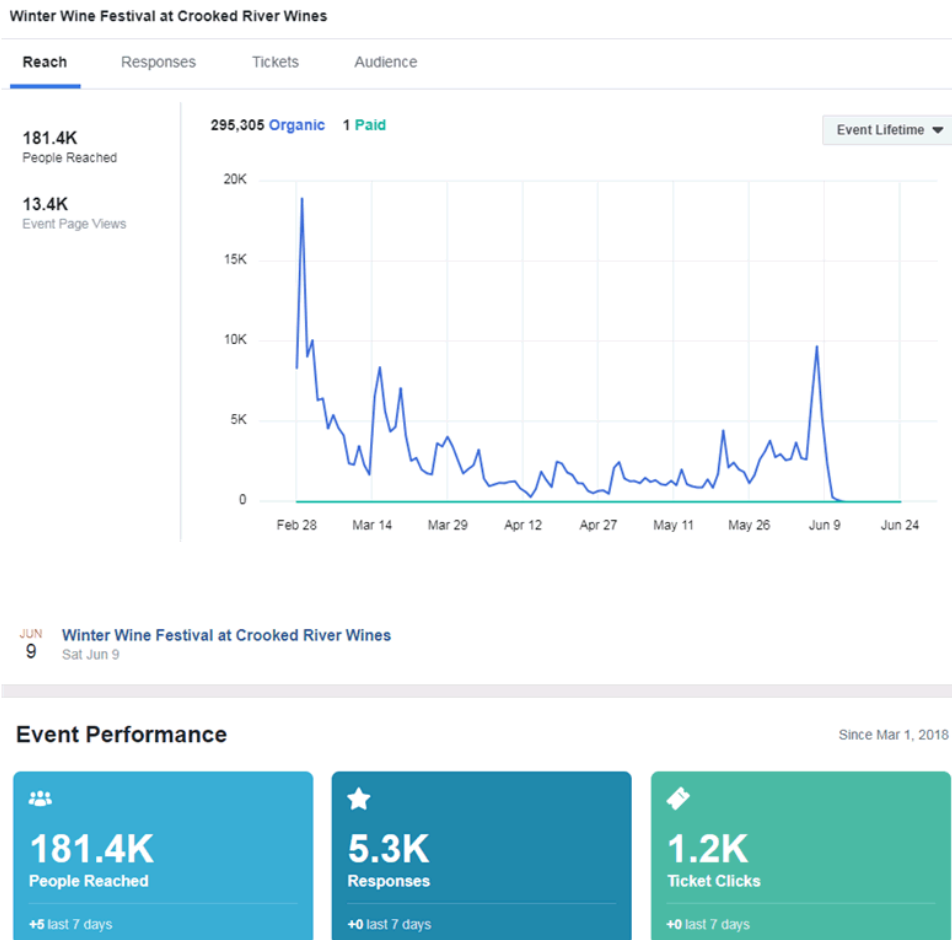 Winter Wine Festival at Crooked River Wines
Reach Responses Tickets Audience
181.4K
People Reached
13.4K
Event Page Views
295,305 Organic 1 Paid
Event Lifetime
20K
15K
10K
5K
0
Feb 28 Mar 14 Mar 29 Apr 12 Apr 27 May 11 May 26 Jun 9 Jun 24
JUN
9
Winter Wine Festival at Crooked River Wines
Sat Jun 9
Event Performance
Since Mar 1, 2018
181.4K
People Reached
+5 last 7 days
5.3K
Responses
+0 last 7 days
1.2K
Ticket Clicks
+0 last 7 days